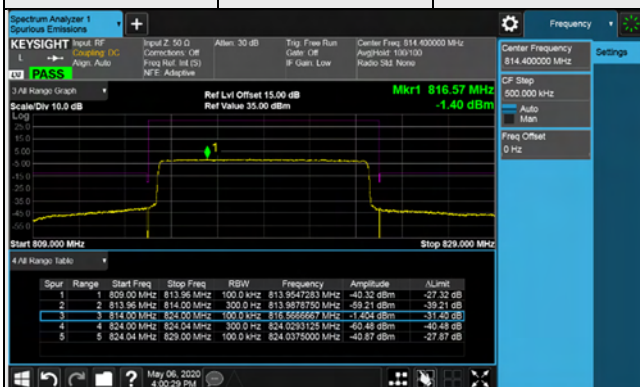 Spectrum Analyzer 1
Spurious Emissions
Frequency
KEYSIGHT Input: RF Input Z: 50 Ω Atten: 30 dB Trig: Free Run Center Freq: 814.400000 MHz
L Coupling: DC Corrections: Off Gate: Off Avg|Hold: 100/100
Align: Auto Freq Ref: Int (S) IF Gain: Low Radio Std: None
NFE: Adaptive
PASS
Center Frequency
814.400000 MHz
Settings
CF Step
500.000 kHz
Auto
Man
Freq Offset
0 Hz
3 All Range Graph
Ref Lvl Offset 15.00 dB
Mkr1 816.57 MHz
Scale/Div 10.0 dB
Ref Value 35.00 dBm
-1.40 dBm
Log
25.0
15.0
5.00
-5.00
-15.0
-25.0
-35.0
-45.0
-55.0
1
Start 809.000 MHz
Stop 829.000 MHz
4 All Range Table
Spur Range Start Freq Stop Freq RBW Frequency Amplitude ΔLimit
1 1 809.00 MHz 813.96 MHz 100.0 kHz 813.9547283 MHz -40.32 dBm -27.32 dB
2 2 813.96 MHz 814.00 MHz 300.0 Hz 813.9878750 MHz -59.21 dBm -39.21 dB
3 3 814.00 MHz 824.00 MHz 100.0 kHz 816.5666667 MHz -1.404 dBm -31.40 dB
4 4 824.00 MHz 824.04 MHz 300.0 Hz 824.0293125 MHz -60.48 dBm -40.48 dB
5 5 824.04 MHz 829.00 MHz 100.0 kHz 824.0375000 MHz -40.87 dBm -27.87 dB
May 06, 2020
4:00:29 PM